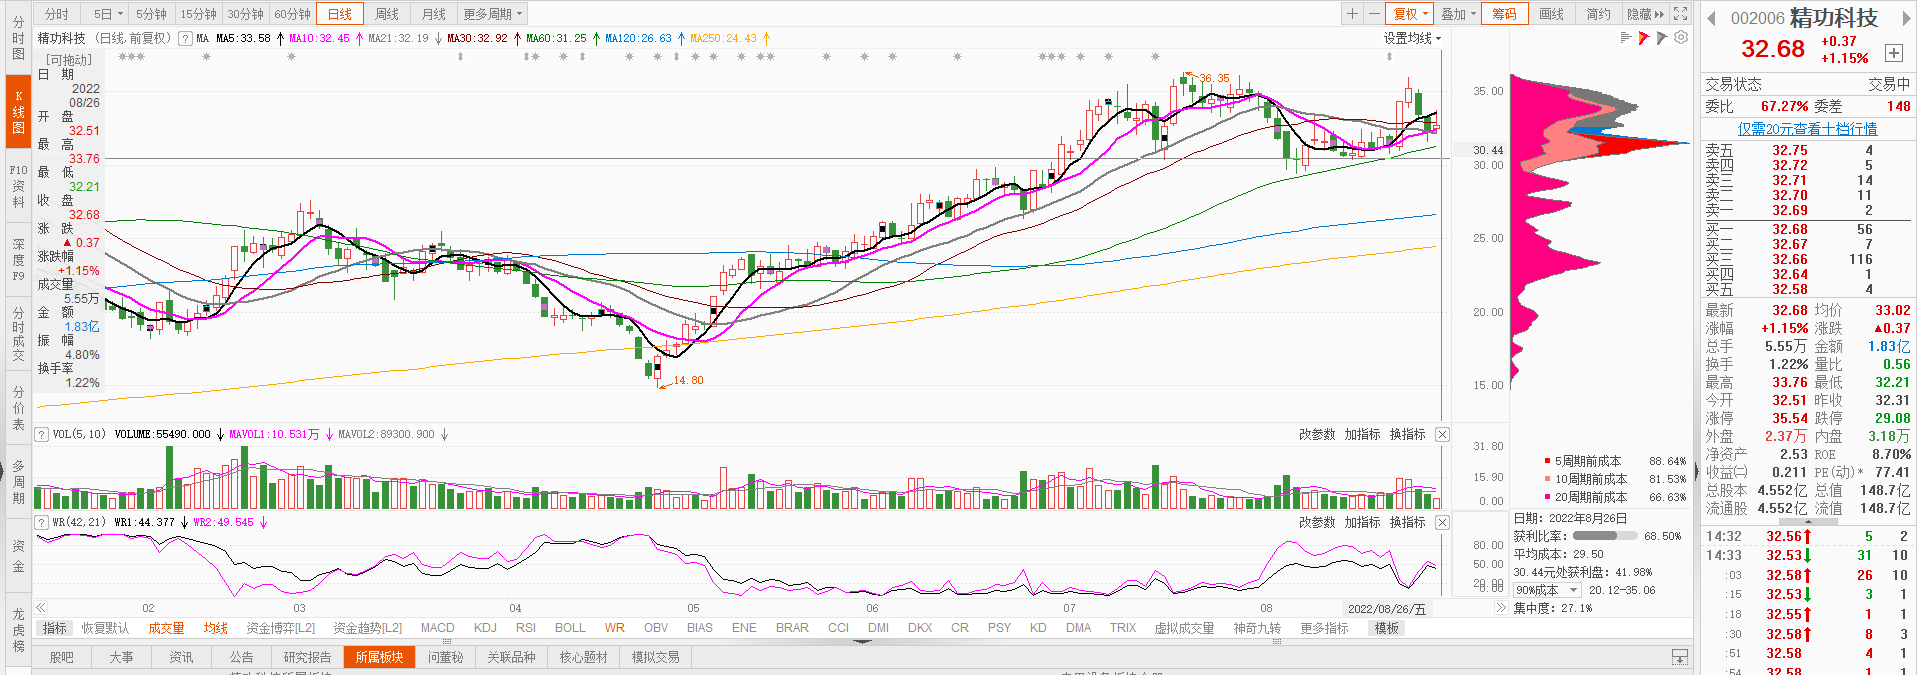 分时 5日 5分钟 15分钟 30分钟 60分钟 日线 周线 月线 更多周期 复权 叠加 筹码 画线 简约 隐藏
精功科技 (日线,前复权) ? MA MA5:33.58 MA10:32.45 MA21:32.19 MA30:32.92 MA60:31.25 MA120:26.63 MA250:24.43 设置均线
分时图
K线图
F10资料
深度F9
分时成交
分价表
多周期
资金
龙虎榜
[可拖动]
日 期
2022
08/26
开 盘
32.51
最 高
33.76
最 低
32.21
收 盘
32.68
涨 跌
▲ 0.37
涨跌幅
+1.15%
成交量
5.55万
金 额
1.83亿
振 幅
4.80%
换手率
1.22%
36.35
14.80
35.00
30.44
30.00
25.00
20.00
15.00
? VOL(5,10) VOLUME:55490.000 MAVOL1:10.531万 MAVOL2:89300.900 改参数 加指标 换指标
31.80
15.90
0.00
? WR(42,21) WR1:44.377 WR2:49.545 改参数 加指标 换指标
80.00
50.00
20.00
0.00
02 03 04 05 06 07 08 2022/08/26/五
指标 恢复默认 成交量 均线 资金博弈[L2] 资金趋势[L2] MACD KDJ RSI BOLL WR OBV BIAS ENE BRAR CCI DMI DKX CR PSY KD DMA TRIX 虚拟成交量 神奇九转 更多指标 模板
股吧 大事 资讯 公告 研究报告 所属板块 问董秘 关联品种 核心题材 模拟交易
5周期前成本 88.64%
10周期前成本 81.53%
20周期前成本 66.63%
日期: 2022年8月26日
获利比率: 68.50%
平均成本: 29.50
30.44元处获利盘: 41.98%
90%成本 20.12-35.06
集中度: 27.1%
002006 精功科技
32.68 +0.37 +1.15%
交易状态 交易中
委比 67.27% 委差 148
仅需20元查看十档行情
卖五 32.75 4
卖四 32.72 5
卖三 32.71 14
卖二 32.70 11
卖一 32.69 2
买一 32.68 56
买二 32.67 7
买三 32.66 116
买四 32.64 1
买五 32.58 4
最新 32.68 均价 33.02
涨幅 +1.15% 涨跌 ▲0.37
总手 5.55万 金额 1.83亿
换手 1.22% 量比 0.56
最高 33.76 最低 32.21
今开 32.51 昨收 32.31
涨停 35.54 跌停 29.08
外盘 2.37万 内盘 3.18万
净资产 2.53 ROE 8.70%
收益㈡ 0.211 PE(动)* 77.41
总股本 4.552亿 总值 148.7亿
流通股 4.552亿 流值 148.7亿
14:32 32.56 5 2
14:33 32.53 31 10
:03 32.58 26 10
:15 32.53 3 1
:18 32.55 1 1
:30 32.58 8 3
:51 32.58 4 1
:54 32.58 1 1